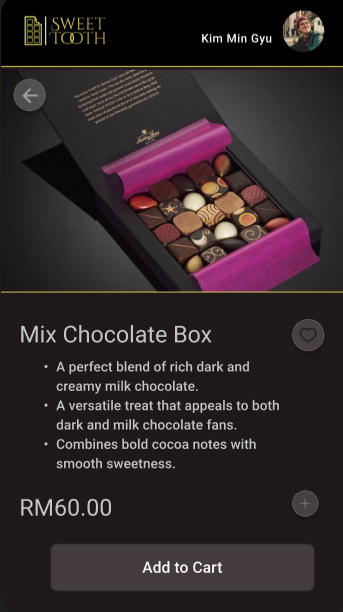 SWEET
TOOTH
Kim Min Gyu
Mix Chocolate Box
• A perfect blend of rich dark and
creamy milk chocolate.
• A versatile treat that appeals to both
dark and milk chocolate fans.
• Combines bold cocoa notes with
smooth sweetness.
RM60.00
Add to Cart